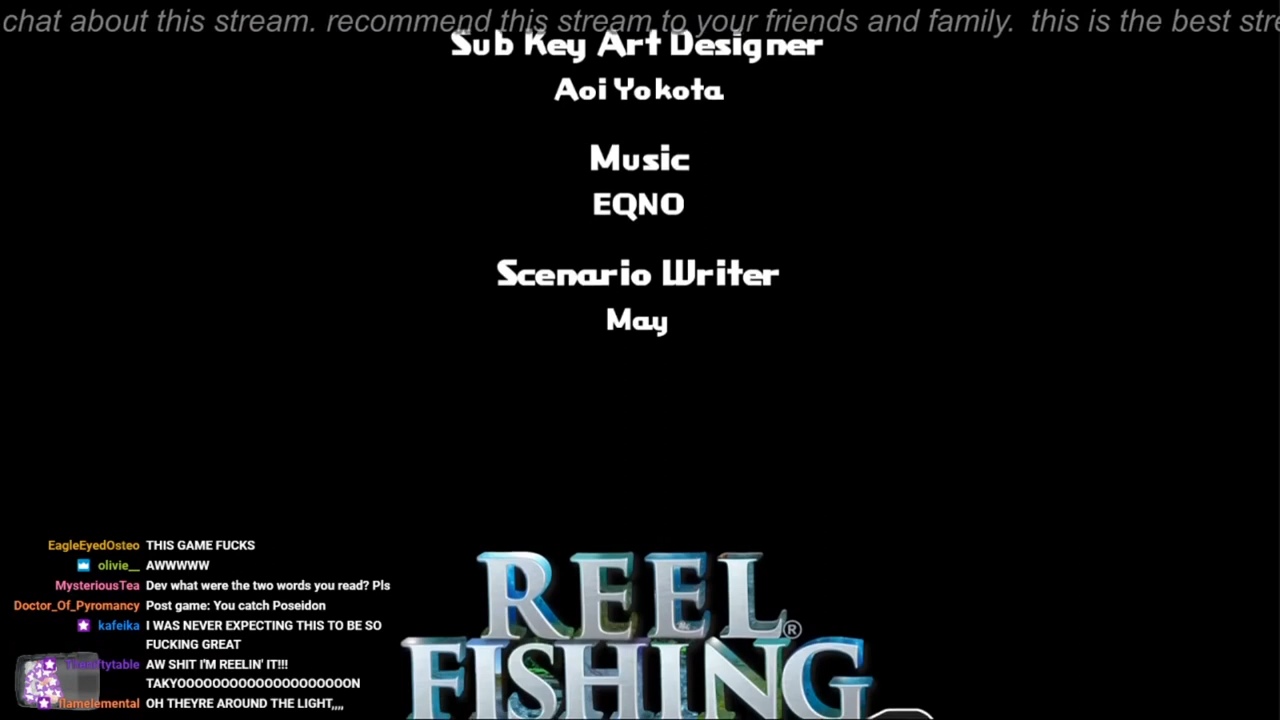 chat about this stream. recommend this stream to your friends and family. this is the best stre
Sub Key Art Designer
Aoi Yokota
Music
EQNO
Scenario Writer
May
REEL
FISHING
®
EagleEyedOsteo THIS GAME FUCKS
olivie__ AWWWWW
MysteriousTea Dev what were the two words you read? Pls
Doctor_Of_Pyromancy Post game: You catch Poseidon
kafeika I WAS NEVER EXPECTING THIS TO BE SO
FUCKING GREAT
AW SHIT I'M REELIN' IT!!!
TAKYOOOOOOOOOOOOOOOOOOOON
flamelemental OH THEYRE AROUND THE LIGHT,,,,